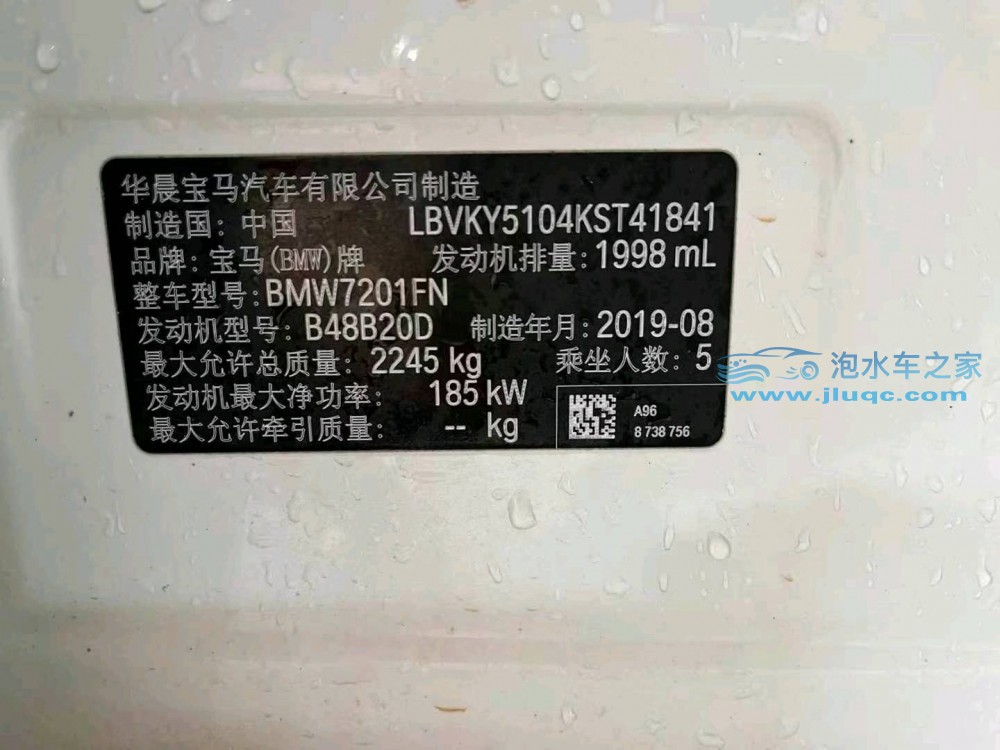 华晨宝马汽车有限公司制造
制造国: 中国 LBVKY5104KST41841
品牌: 宝马(BMW)牌 发动机排量: 1998 mL
整车型号: BMW7201FN
发动机型号: B48B20D 制造年月: 2019-08
最大允许总质量: 2245 kg 乘坐人数: 5
发动机最大净功率: 185 kW
最大允许牵引质量: -- kg
A96
8 738 756
泡水车之家
www.jluqc.com